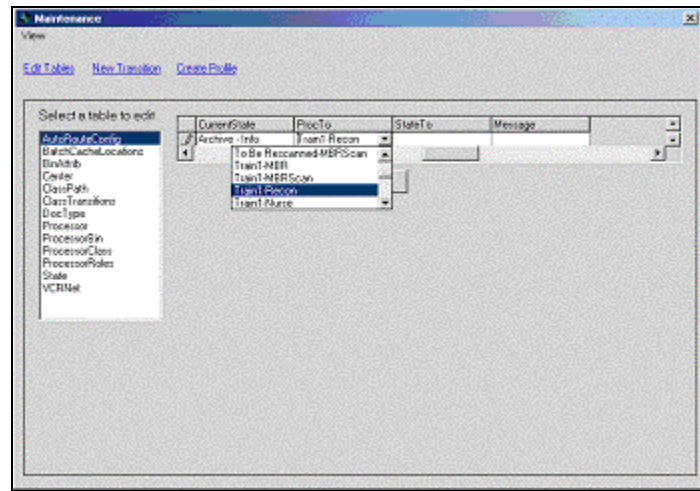 Maintenance
View
Edit Tables New Transition Create Profile
Select a table to edit
CurrentState ProcTo StateTo Message
Archive - Info Train1-Recon
To Be Rescanned-MBRScan
Train1-MBR
Train1-MBRScan
Train1-Recon
Train1-Nurse
AutoRouteConfig
BatchCacheLocations
BinAttrib
Center
ClassPath
ClassTransitions
DocType
Processor
ProcessorBin
ProcessorClass
ProcessorRoles
State
VCRNet